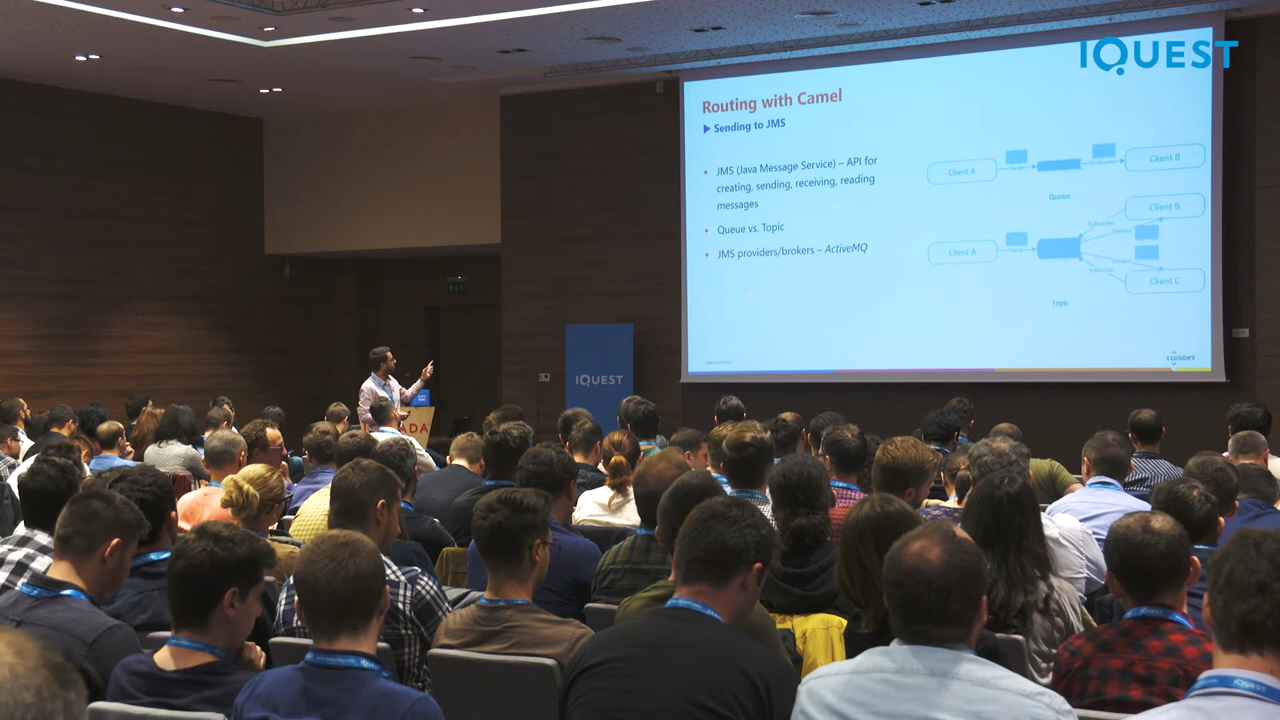 IQUEST
Routing with Camel
▶ Sending to JMS
• JMS (Java Message Service) – API for
creating, sending, receiving, reading
messages
• Queue vs. Topic
• JMS providers/brokers – ActiveMQ
Client A
Client B
Queue
Client A
Client B
Client C
Topic
LUXOFT
IQUEST